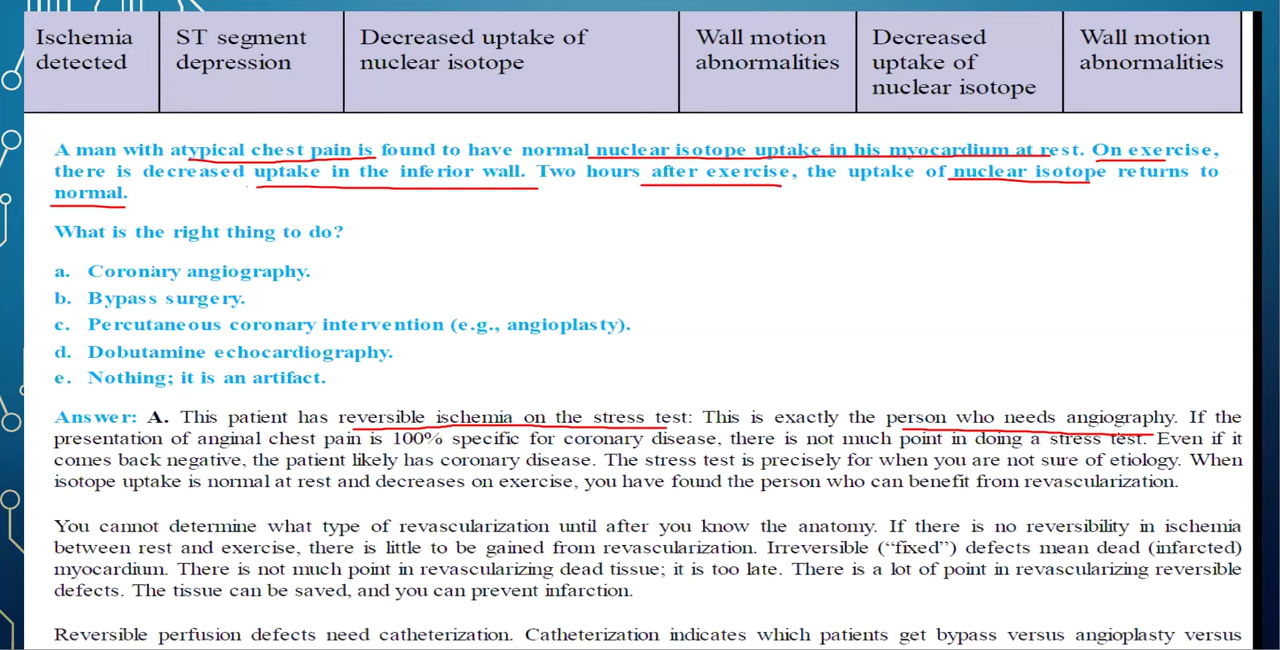 Ischemia detected
ST segment depression
Decreased uptake of nuclear isotope
Wall motion abnormalities
Decreased uptake of nuclear isotope
Wall motion abnormalities
A man with atypical chest pain is found to have normal nuclear isotope uptake in his myocardium at rest. On exercise,
there is decreased uptake in the inferior wall. Two hours after exercise, the uptake of nuclear isotope returns to
normal.
What is the right thing to do?
a. Coronary angiography.
b. Bypass surgery.
c. Percutaneous coronary intervention (e.g., angioplasty).
d. Dobutamine echocardiography.
e. Nothing; it is an artifact.
Answer: A. This patient has reversible ischemia on the stress test: This is exactly the person who needs angiography. If the
presentation of anginal chest pain is 100% specific for coronary disease, there is not much point in doing a stress test. Even if it
comes back negative, the patient likely has coronary disease. The stress test is precisely for when you are not sure of etiology. When
isotope uptake is normal at rest and decreases on exercise, you have found the person who can benefit from revascularization.
You cannot determine what type of revascularization until after you know the anatomy. If there is no reversibility in ischemia
between rest and exercise, there is little to be gained from revascularization. Irreversible (“fixed”) defects mean dead (infarcted)
myocardium. There is not much point in revascularizing dead tissue; it is too late. There is a lot of point in revascularizing reversible
defects. The tissue can be saved, and you can prevent infarction.
Reversible perfusion defects need catheterization. Catheterization indicates which patients get bypass versus angioplasty versus